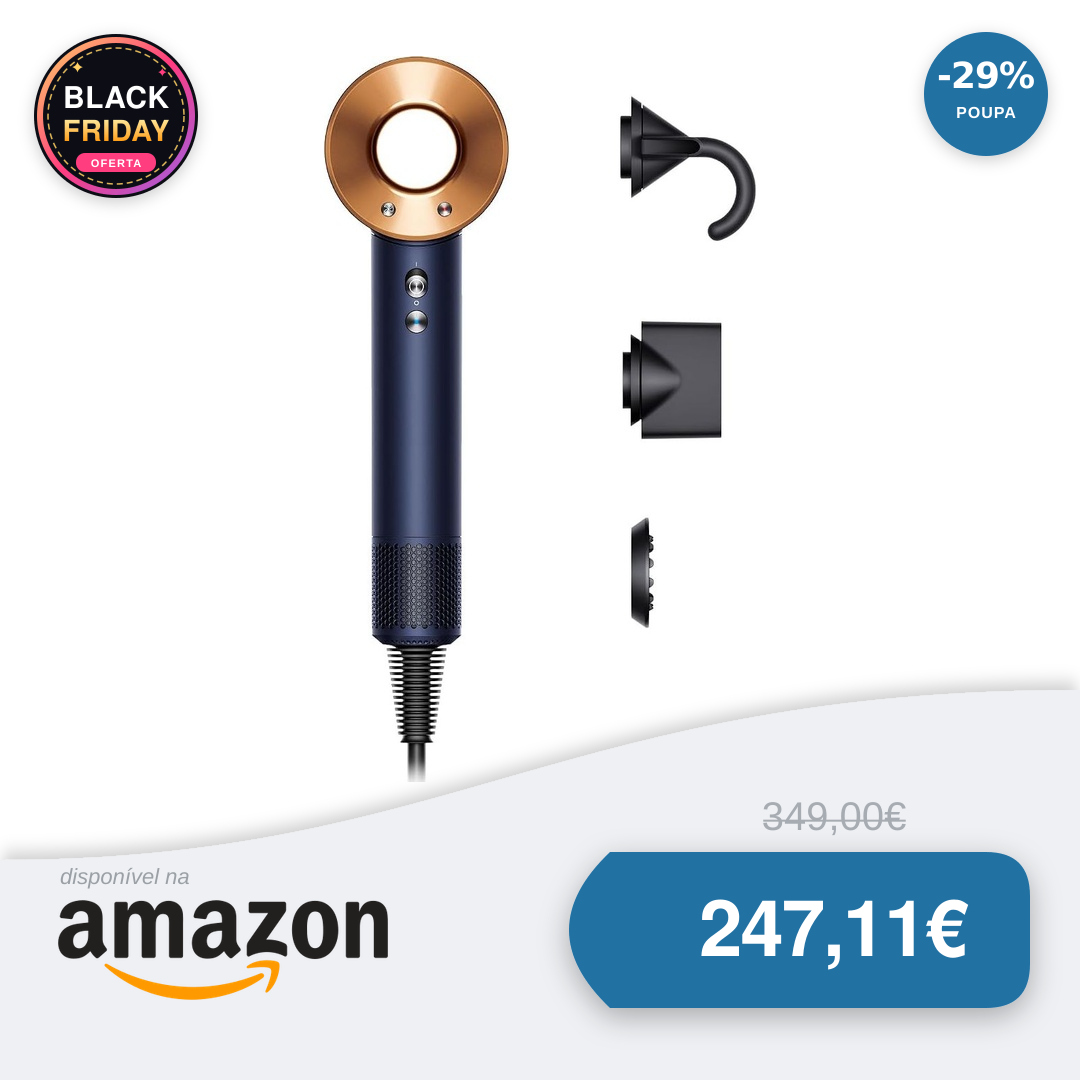 BLACK
FRIDAY
OFERTA
-29%
POUPA
349,00€
disponível na
amazon
247,11€